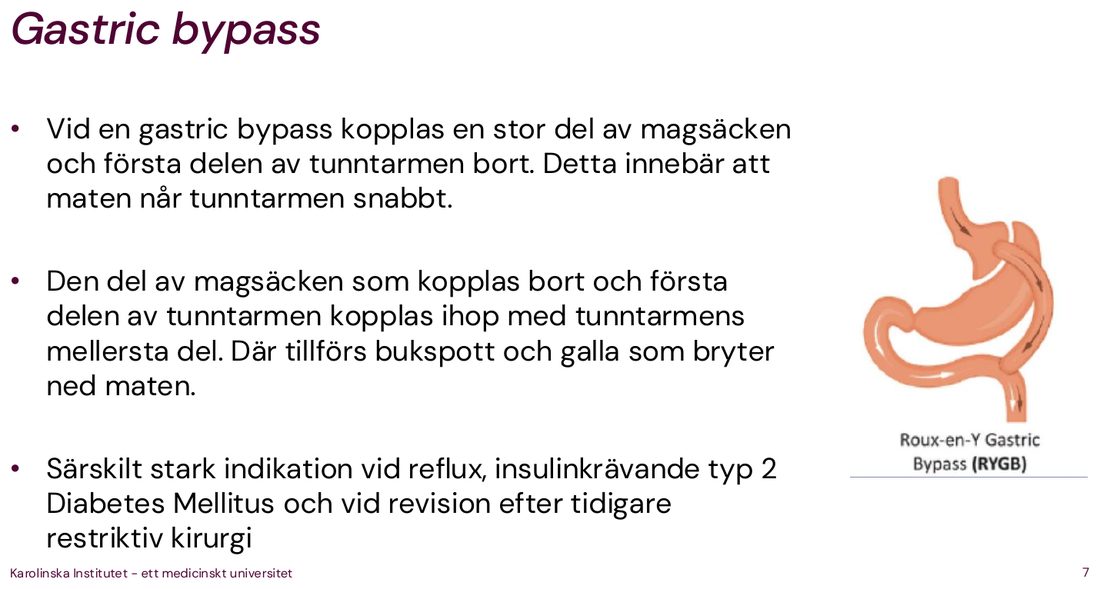 Gastric bypass
• Vid en gastric bypass kopplas en stor del av magsäcken
och första delen av tunntarmen bort. Detta innebär att
maten når tunntarmen snabbt.
• Den del av magsäcken som kopplas bort och första
delen av tunntarmen kopplas ihop med tunntarmens
mellersta del. Där tillförs bukspott och galla som bryter
ned maten.
• Särskilt stark indikation vid reflux, insulinkrävande typ 2
Diabetes Mellitus och vid revision efter tidigare
restriktiv kirurgi
Roux-en-Y Gastric
Bypass (RYGB)
Karolinska Institutet - ett medicinskt universitet
7